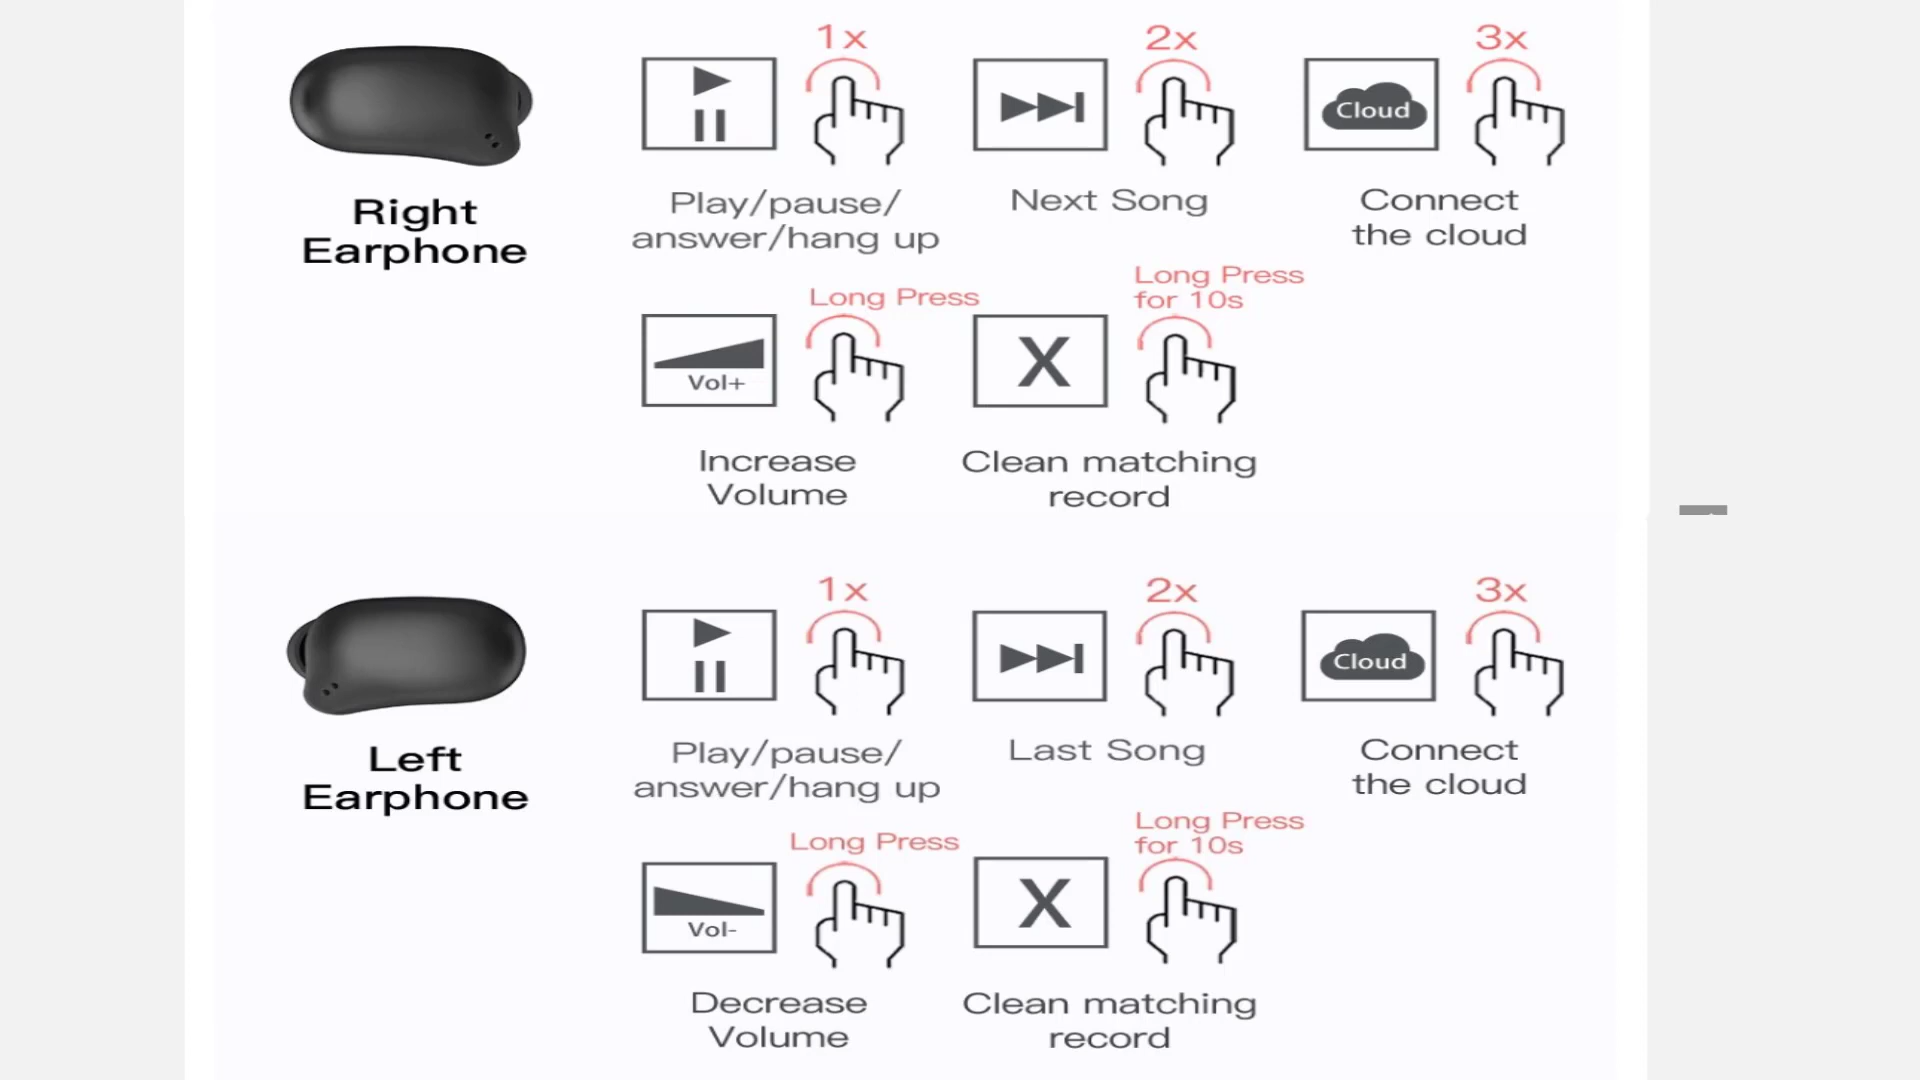 1x
2x
3x
Cloud
Right
Earphone
Play/pause/
answer/hang up
Next Song
Connect
the cloud
Long Press
Long Press
for 10s
Vol+
X
Increase
Volume
Clean matching
record
1x
2x
3x
Cloud
Left
Earphone
Play/pause/
answer/hang up
Last Song
Connect
the cloud
Long Press
Long Press
for 10s
Vol-
X
Decrease
Volume
Clean matching
record